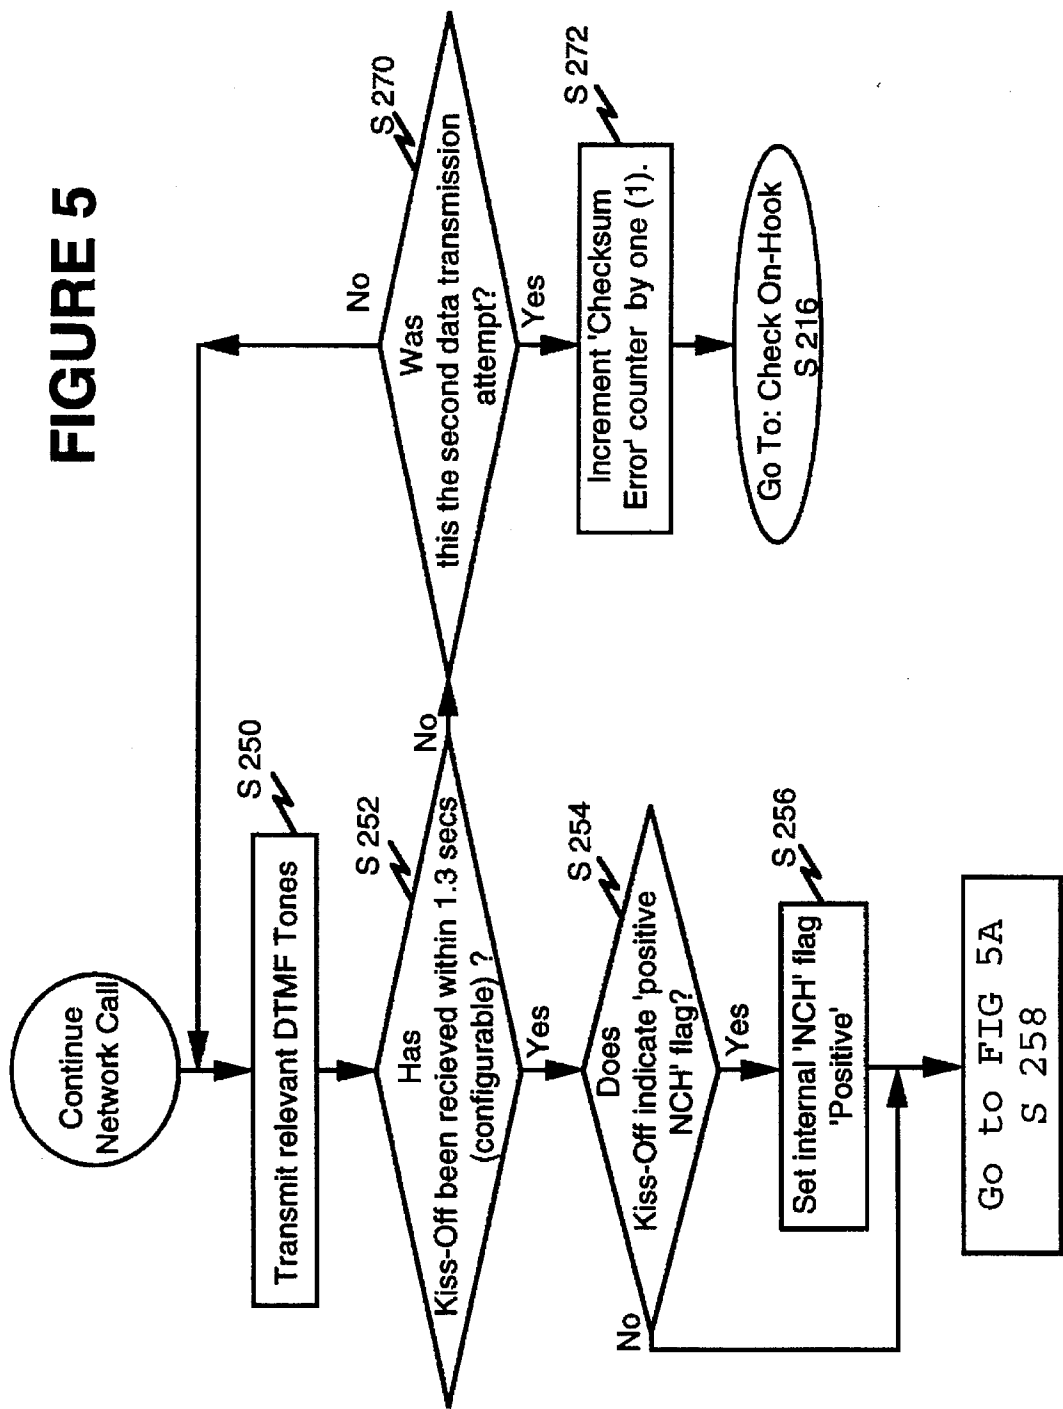 FIGURE 5
Continue
Network Call
S 250
Transmit relevant DTMF Tones
S 252
Has
Kiss-Off been recieved within 1.3 secs
(configurable) ?
No
Yes
S 254
Does
Kiss-Off indicate 'positive
NCH' flag?
No
Yes
S 256
Set internal 'NCH' flag
'Positive'
Go to FIG 5A
S 258
S 270
No
Was
this the second data transmission
attempt?
Yes
S 272
Increment 'Checksum
Error' counter by one (1).
Go To: Check On-Hook
S 216